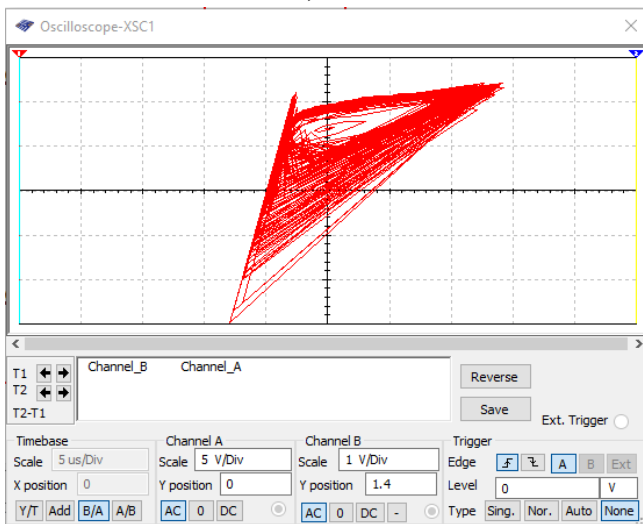 Oscilloscope-XSC1
1
2
T1
T2
T2-T1
Channel_B Channel_A
Reverse
Save
Ext. Trigger
Timebase
Scale 5 us/Div
X position 0
Y/T Add B/A A/B
Channel A
Scale 5 V/Div
Y position 0
AC 0 DC
Channel B
Scale 1 V/Div
Y position 1.4
AC 0 DC -
Trigger
Edge A B Ext
Level 0 V
Type Sing. Nor. Auto None